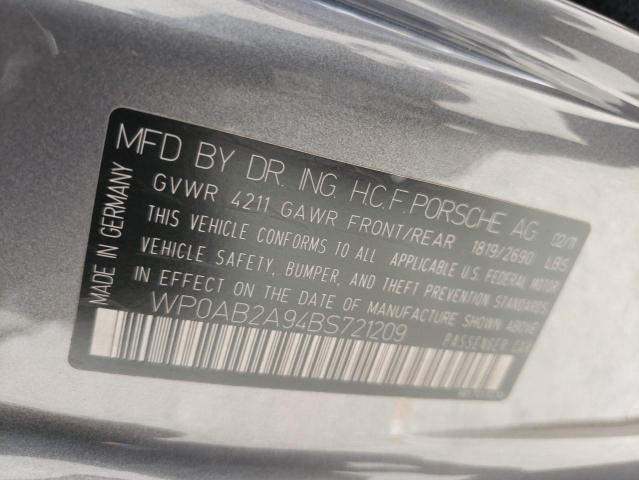 MFD BY DR. ING. H.C.F. PORSCHE AG 02/11
GVWR 4211 GAWR FRONT/REAR 1819/2690 LBS
THIS VEHICLE CONFORMS TO ALL APPLICABLE U.S. FEDERAL MOTOR
VEHICLE SAFETY, BUMPER, AND THEFT PREVENTION STANDARDS
IN EFFECT ON THE DATE OF MANUFACTURE SHOWN ABOVE
WP0AB2A94BS721209 PASSENGER CAR
MADE IN GERMANY